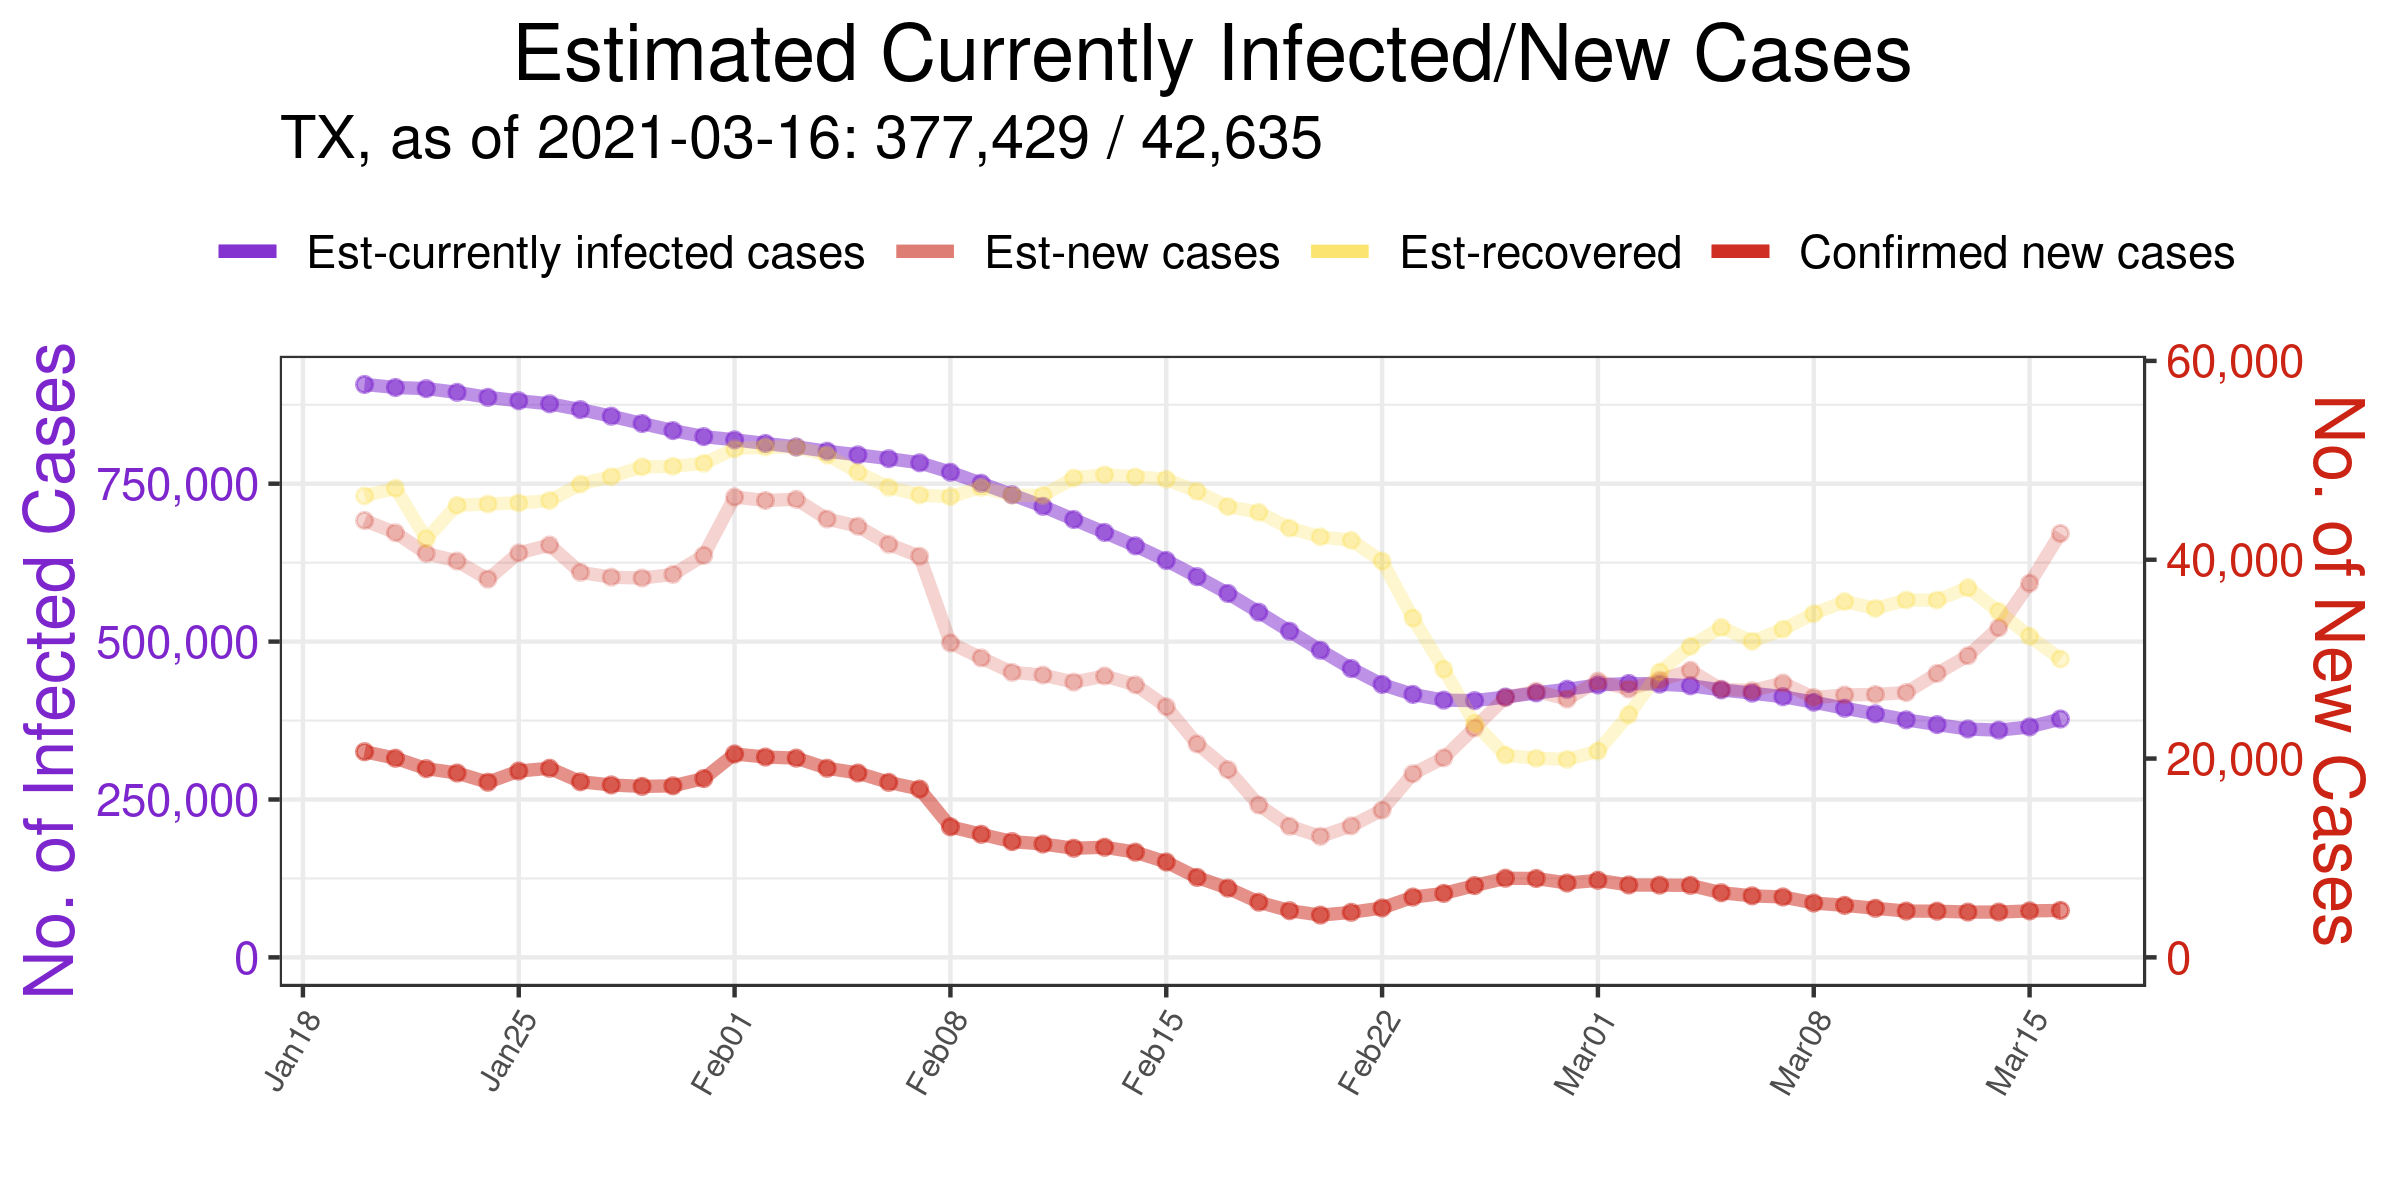 Estimated Currently Infected/New Cases
TX, as of 2021-03-16: 377,429 / 42,635
Est-currently infected cases Est-new cases Est-recovered Confirmed new cases
No. of Infected Cases
750,000
500,000
250,000
0
60,000
40,000
20,000
0
No. of New Cases
Jan18 Jan25 Feb01 Feb08 Feb15 Feb22 Mar01 Mar08 Mar15